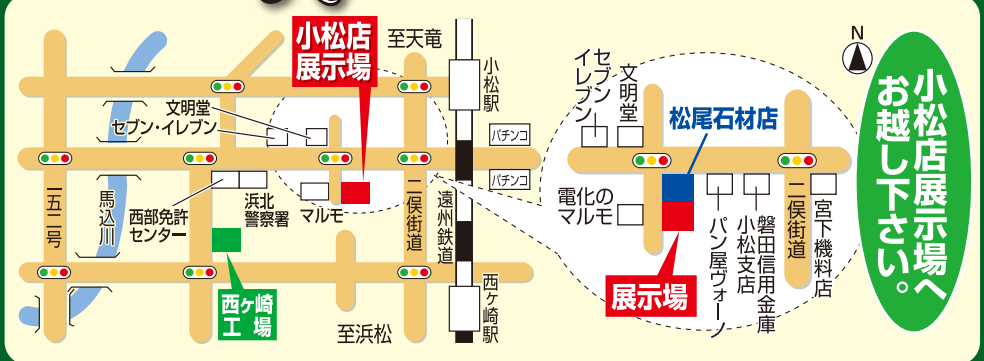 小松店
展示場
至天竜
小松駅
文明堂
セブン・イレブン
パチンコ
パチンコ
一五二号
馬込川
西部免許
センター
浜北
警察署
マルモ
二俣街道
遠州鉄道
西ヶ崎
工場
至浜松
西ヶ崎駅
セブン
イレブン
文明堂
松尾石材店
電化の
マルモ
展示場
パン屋ヴォーノ
磐田信用金庫
小松支店
二俣街道
宮下機料店
N
小松店展示場へ
お越し下さい。